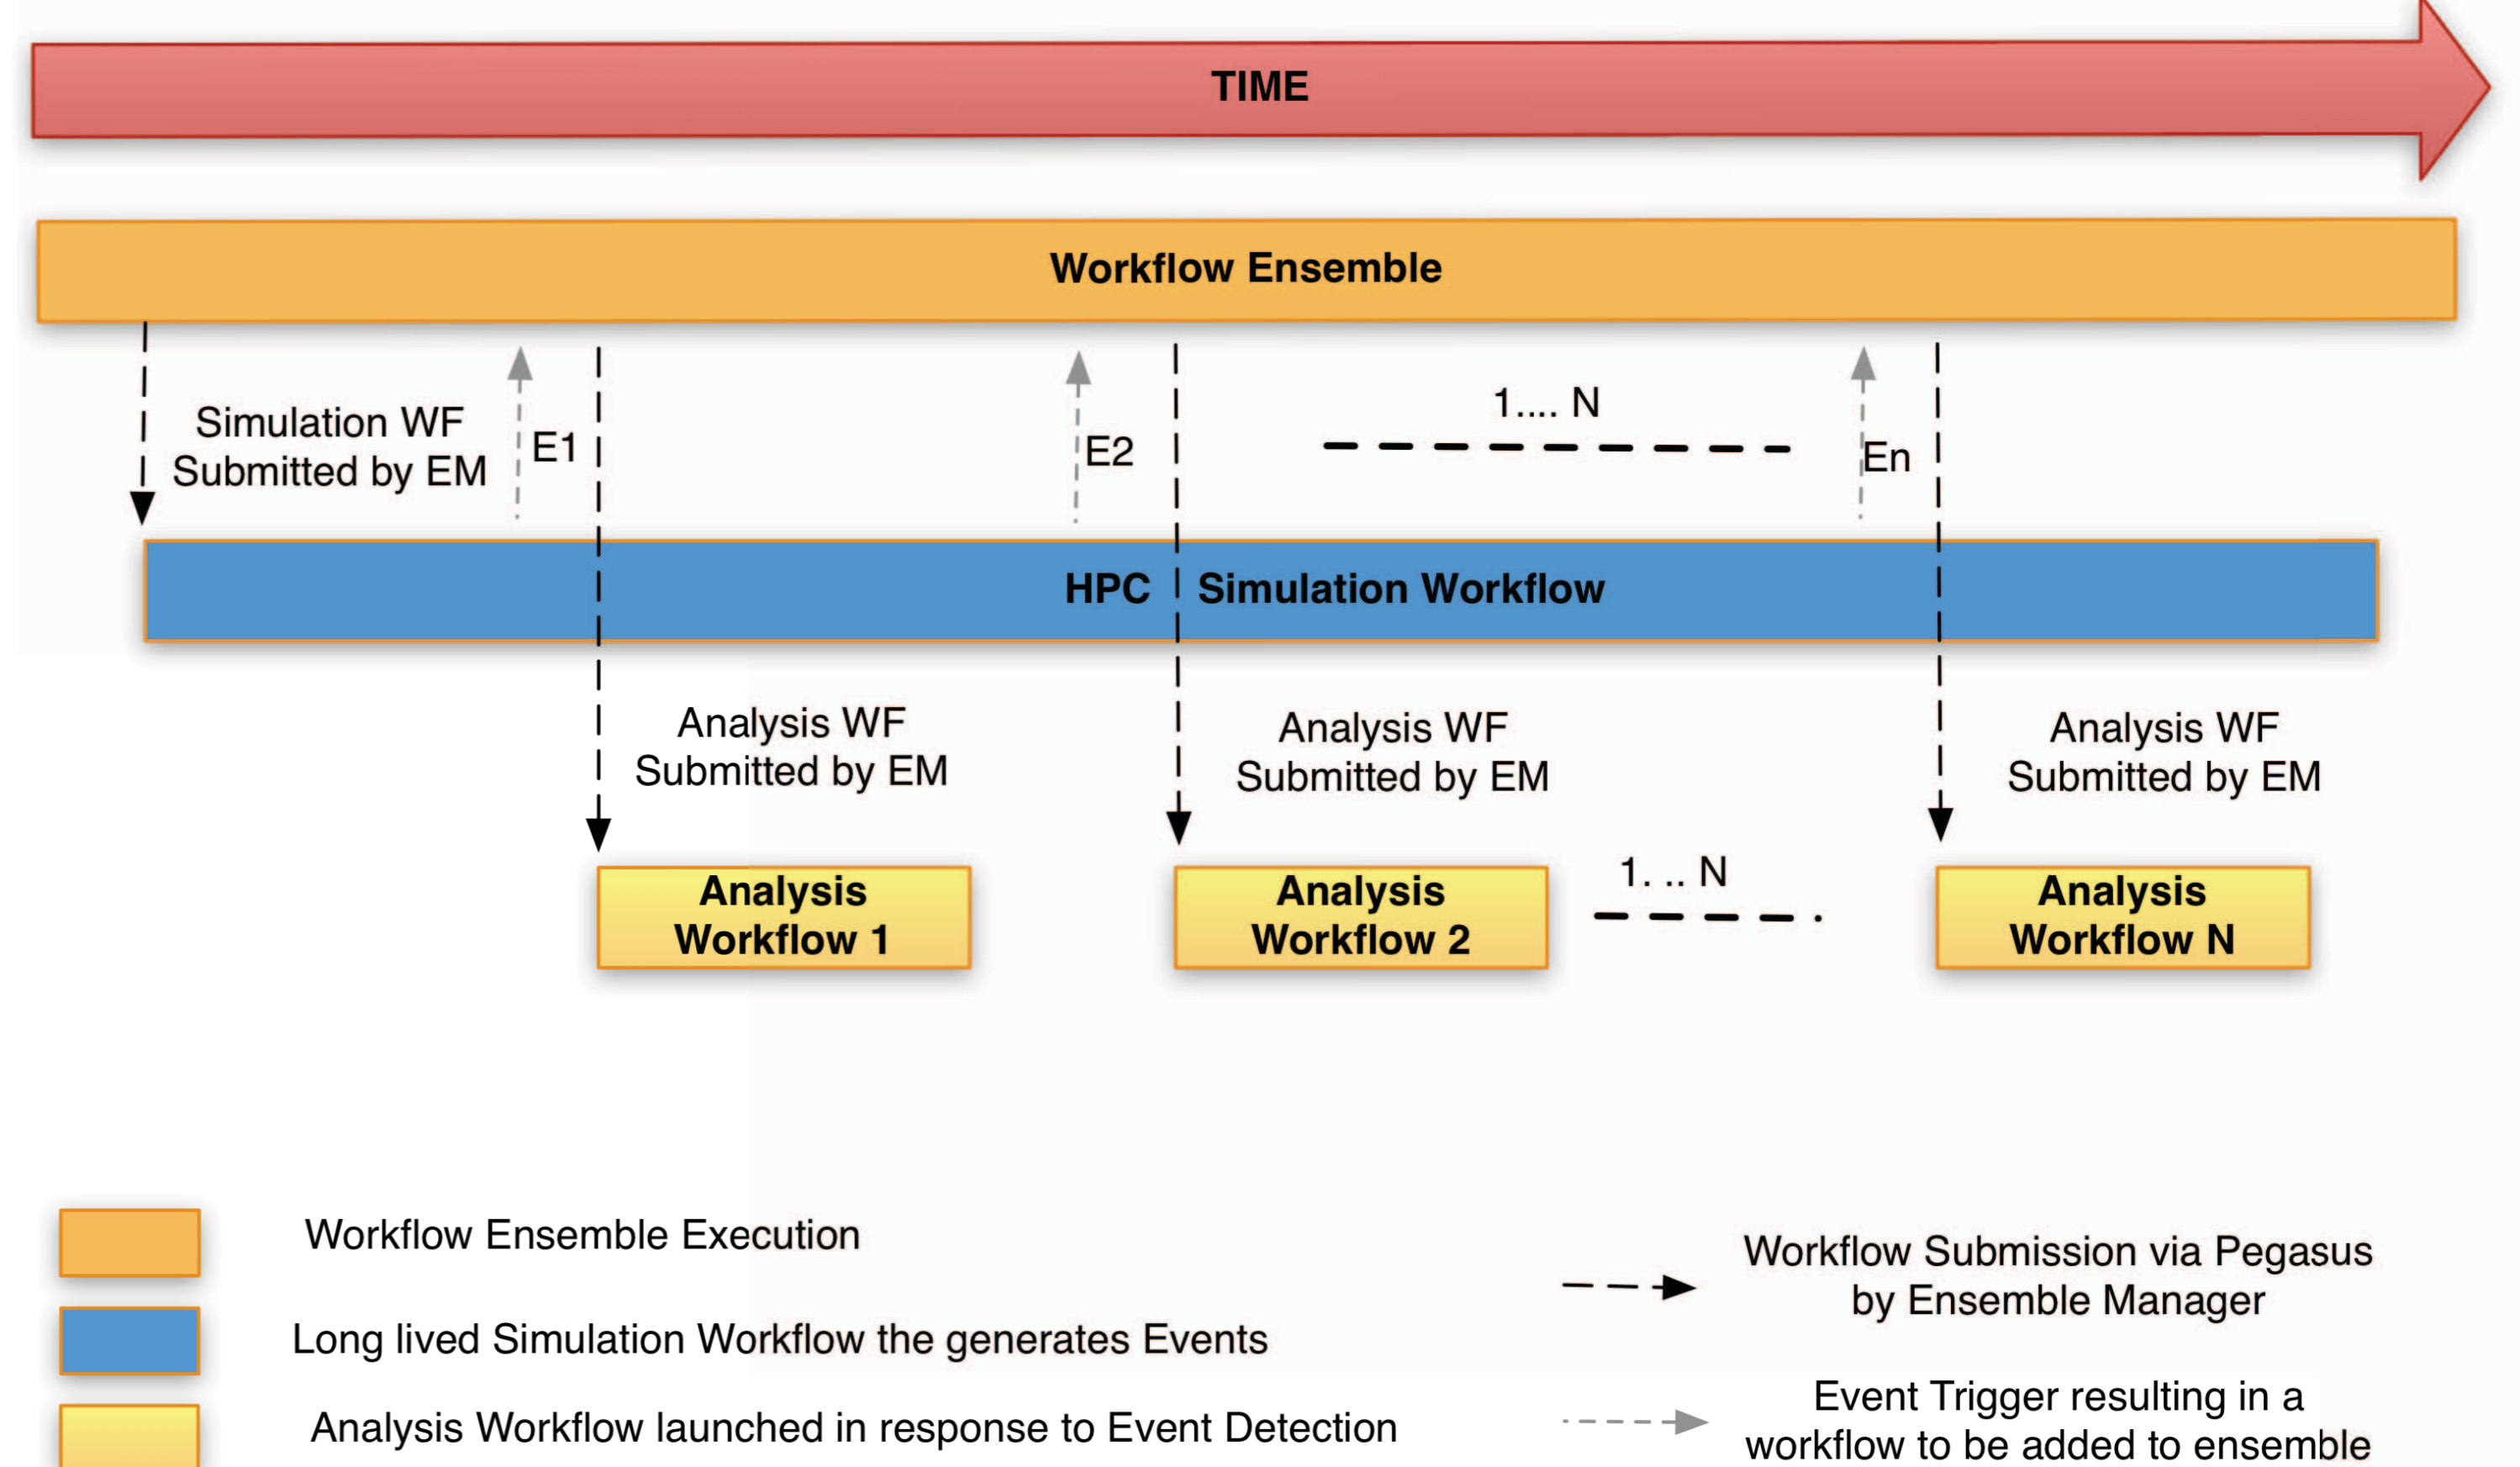 TIME
Workflow Ensemble
Simulation WF
Submitted by EM
E1
E2
1.... N
En
HPC Simulation Workflow
Analysis WF
Submitted by EM
Analysis WF
Submitted by EM
Analysis WF
Submitted by EM
Analysis
Workflow 1
Analysis
Workflow 2
1. .. N
Analysis
Workflow N
Workflow Ensemble Execution
Long lived Simulation Workflow the generates Events
Analysis Workflow launched in response to Event Detection
Workflow Submission via Pegasus
by Ensemble Manager
Event Trigger resulting in a
workflow to be added to ensemble